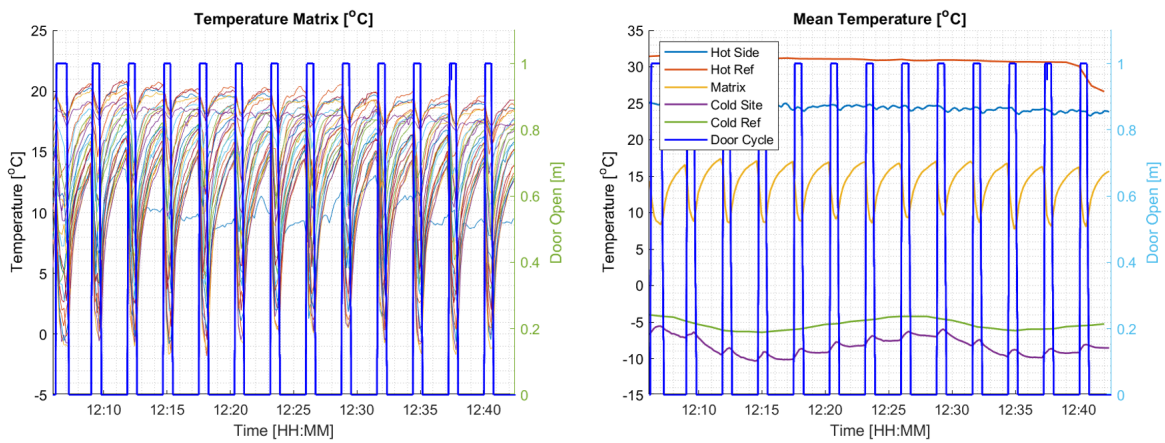 Temperature Matrix [°C]
25
20
15
10
5
0
-5
Temperature [°C]
1
0.8
0.6
0.4
0.2
0
Door Open [m]
12:10 12:15 12:20 12:25 12:30 12:35 12:40
Time [HH:MM]
Mean Temperature [°C]
35
30
25
20
15
10
5
0
-5
-10
-15
Temperature [°C]
Hot Side
Hot Ref
Matrix
Cold Site
Cold Ref
Door Cycle
1
0.8
0.6
0.4
0.2
0
Door Open [m]
12:10 12:15 12:20 12:25 12:30 12:35 12:40
Time [HH:MM]